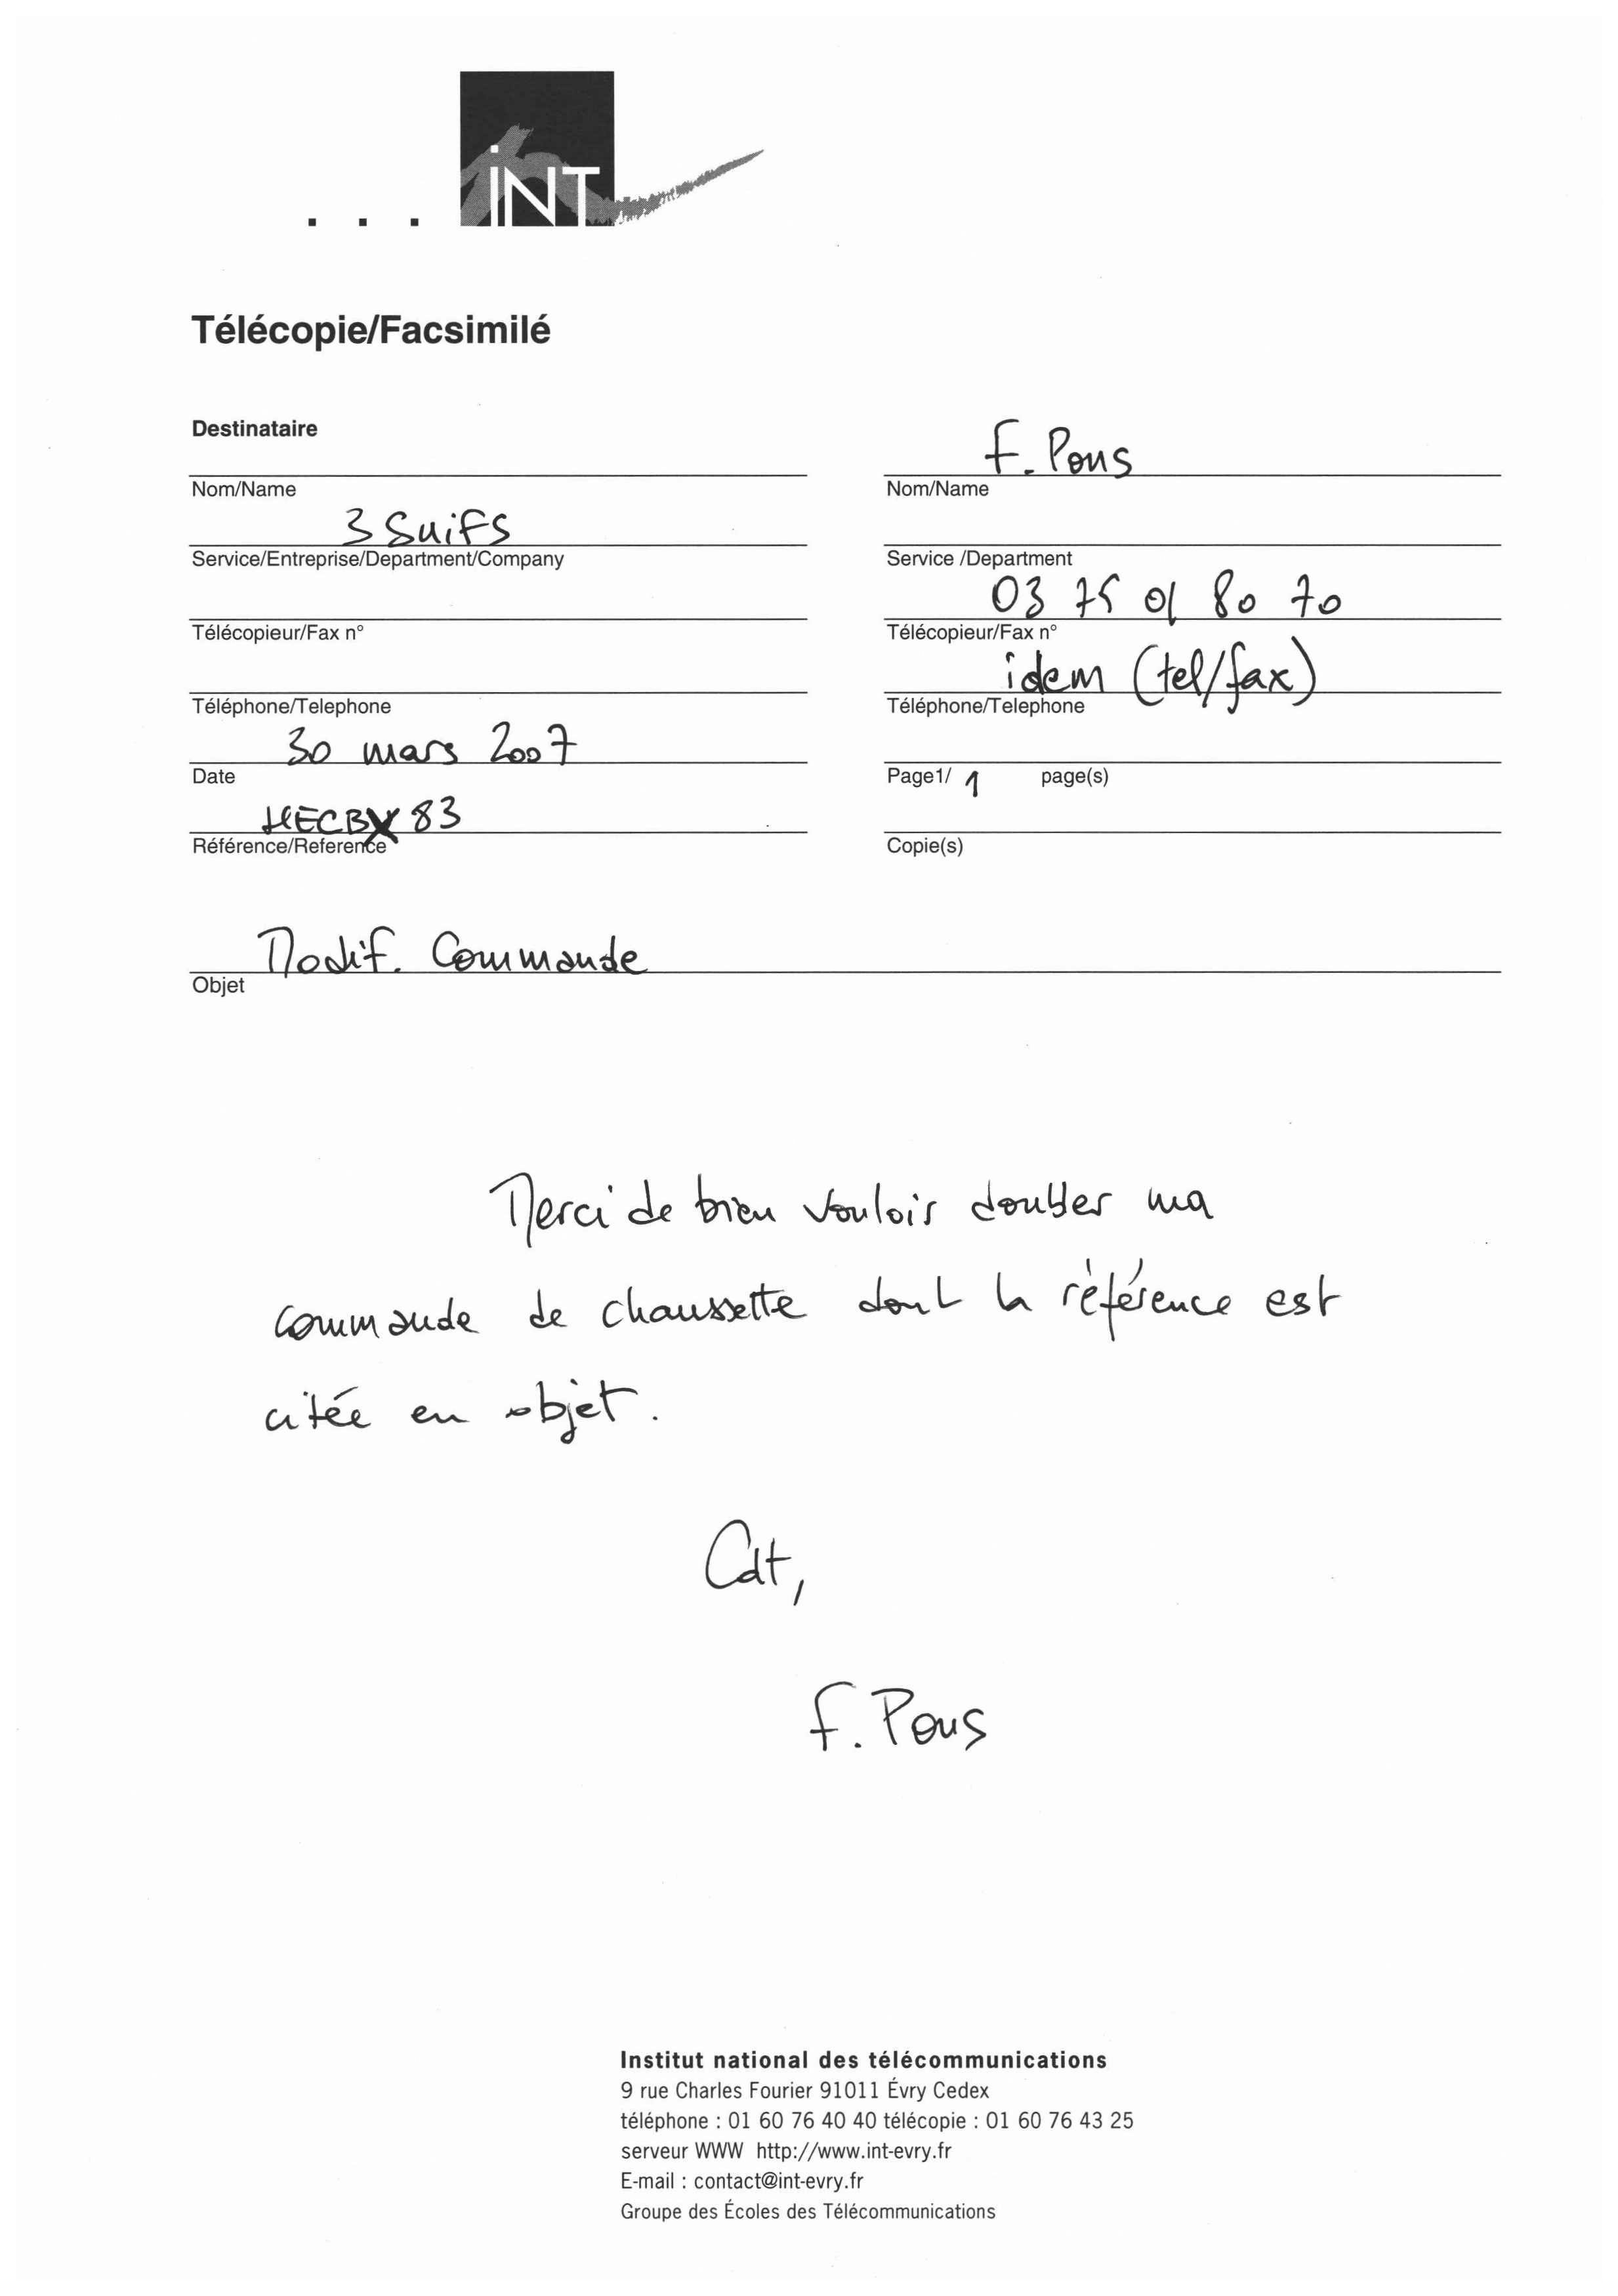 ... iNT
Télécopie/Facsimilé
Destinataire
Nom/Name
3 SuiFS
Service/Entreprise/Department/Company
Télécopieur/Fax n°
Téléphone/Telephone
30 mars 2007
Date
HECBX 83
Référence/Reference
F. Pons
Nom/Name
Service /Department
03 75 01 80 70
Télécopieur/Fax n°
idem (tel/fax)
Téléphone/Telephone
Page1/ 1 page(s)
Copie(s)
Modif. Commande
Objet
Merci de bien vouloir doubler ma
commande de chaussette dont la référence est
citée en objet.
Cdt,
F. Pons
Institut national des télécommunications
9 rue Charles Fourier 91011 Évry Cedex
téléphone : 01 60 76 40 40 télécopie : 01 60 76 43 25
serveur WWW http://www.int-evry.fr
E-mail : contact@int-evry.fr
Groupe des Écoles des Télécommunications